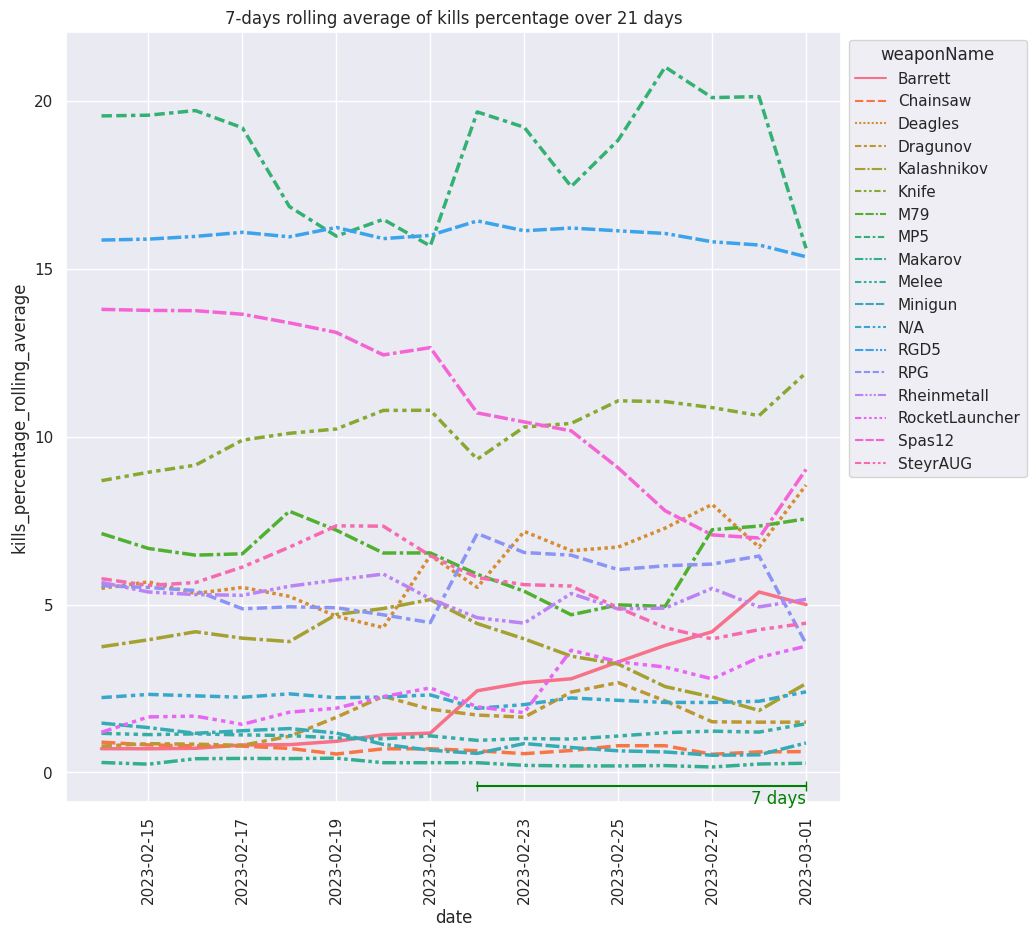 7-days rolling average of kills percentage over 21 days
kills_percentage_rolling_average
20
15
10
5
0
7 days
2023-02-15
2023-02-17
2023-02-19
2023-02-21
2023-02-23
2023-02-25
2023-02-27
2023-03-01
date
weaponName
Barrett
Chainsaw
Deagles
Dragunov
Kalashnikov
Knife
M79
MP5
Makarov
Melee
Minigun
N/A
RGD5
RPG
Rheinmetall
RocketLauncher
Spas12
SteyrAUG